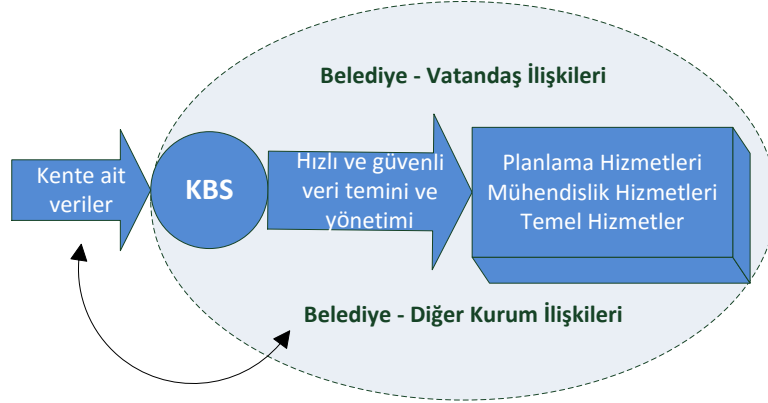 Belediye - Vatandaş İlişkileri
Kente ait
veriler
KBS
Hızlı ve güvenli
veri temini ve
yönetimi
Planlama Hizmetleri
Mühendislik Hizmetleri
Temel Hizmetler
Belediye - Diğer Kurum İlişkileri